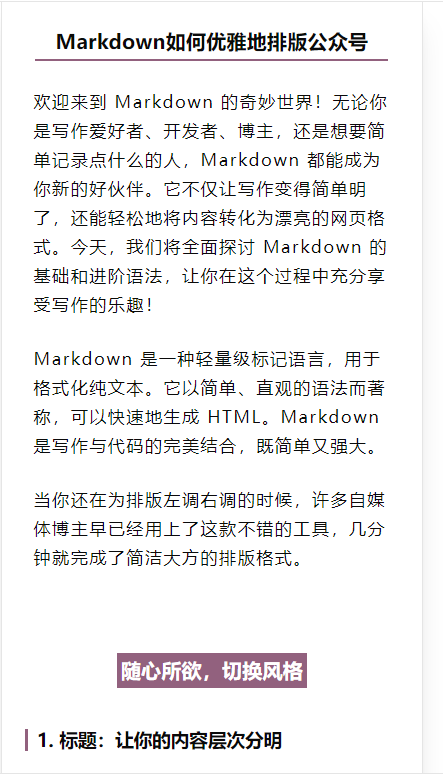 Markdown如何优雅地排版公众号
欢迎来到 Markdown 的奇妙世界！无论你
是写作爱好者、开发者、博主，还是想要简
单记录点什么的人，Markdown 都能成为
你新的好伙伴。它不仅让写作变得简单明
了，还能轻松地将内容转化为漂亮的网页格
式。今天，我们将全面探讨 Markdown 的
基础和进阶语法，让你在这个过程中充分享
受写作的乐趣！
Markdown 是一种轻量级标记语言，用于
格式化纯文本。它以简单、直观的语法而著
称，可以快速地生成 HTML。Markdown
是写作与代码的完美结合，既简单又强大。
当你还在为排版左调右调的时候，许多自媒
体博主早已经用上了这款不错的工具，几分
钟就完成了简洁大方的排版格式。
随心所欲，切换风格
1. 标题：让你的内容层次分明